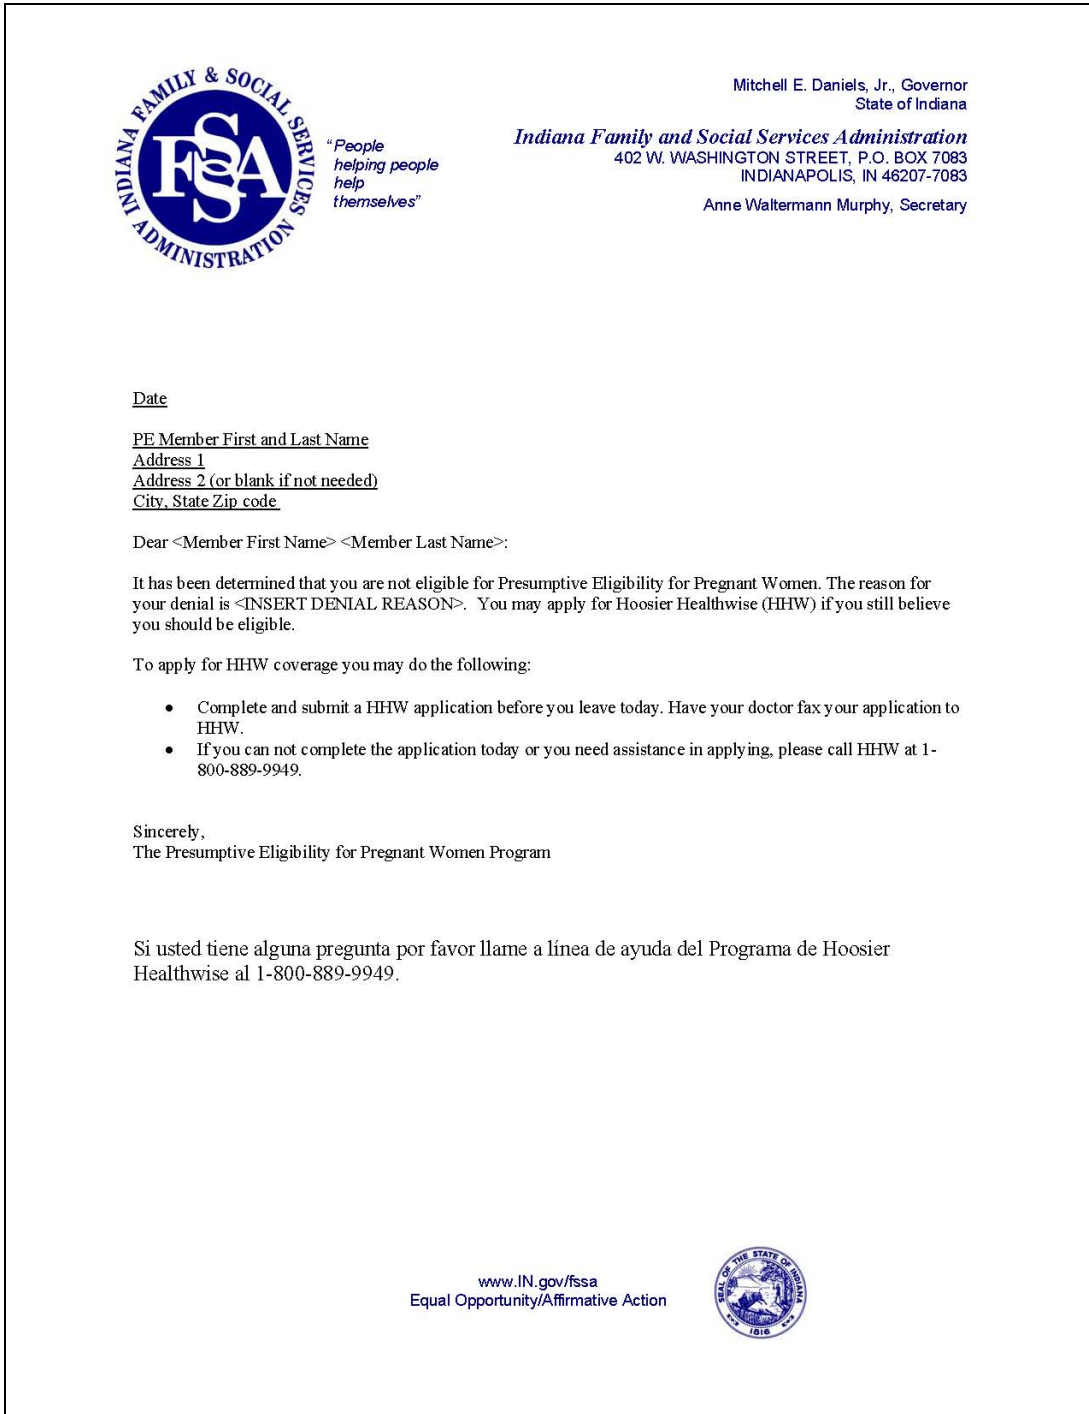 INDIANA FAMILY & SOCIAL SERVICES ADMINISTRATION
FSSA
"People
helping people
help
themselves"
Mitchell E. Daniels, Jr., Governor
State of Indiana
Indiana Family and Social Services Administration
402 W. WASHINGTON STREET, P.O. BOX 7083
INDIANAPOLIS, IN 46207-7083
Anne Waltermann Murphy, Secretary
Date
PE Member First and Last Name
Address 1
Address 2 (or blank if not needed)
City, State Zip code
Dear <Member First Name> <Member Last Name>:
It has been determined that you are not eligible for Presumptive Eligibility for Pregnant Women. The reason for
your denial is <INSERT DENIAL REASON>.  You may apply for Hoosier Healthwise (HHW) if you still believe
you should be eligible.
To apply for HHW coverage you may do the following:
• Complete and submit a HHW application before you leave today. Have your doctor fax your application to
HHW.
• If you can not complete the application today or you need assistance in applying, please call HHW at 1-
800-889-9949.
Sincerely,
The Presumptive Eligibility for Pregnant Women Program
Si usted tiene alguna pregunta por favor llame a línea de ayuda del Programa de Hoosier
Healthwise al 1-800-889-9949.
www.IN.gov/fssa
Equal Opportunity/Affirmative Action
SEAL OF THE STATE OF INDIANA
1816